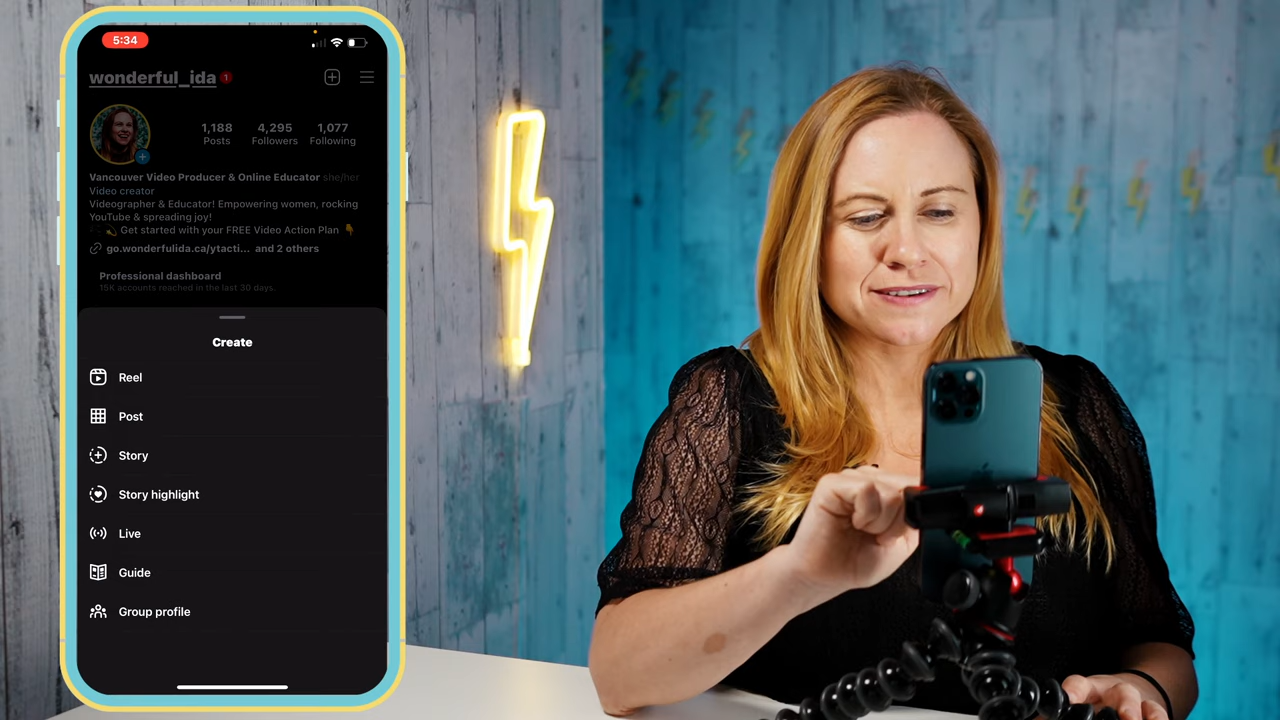 5:34
wonderful_ida 1
1,188 4,295 1,077
Posts Followers Following
Vancouver Video Producer & Online Educator she/her
Video creator
Videographer & Educator! Empowering women, rocking
YouTube & spreading joy!
Get started with your FREE Video Action Plan
go.wonderfulida.ca/ytacti... and 2 others
Professional dashboard
15K accounts reached in the last 30 days.
Create
Reel
Post
Story
Story highlight
Live
Guide
Group profile